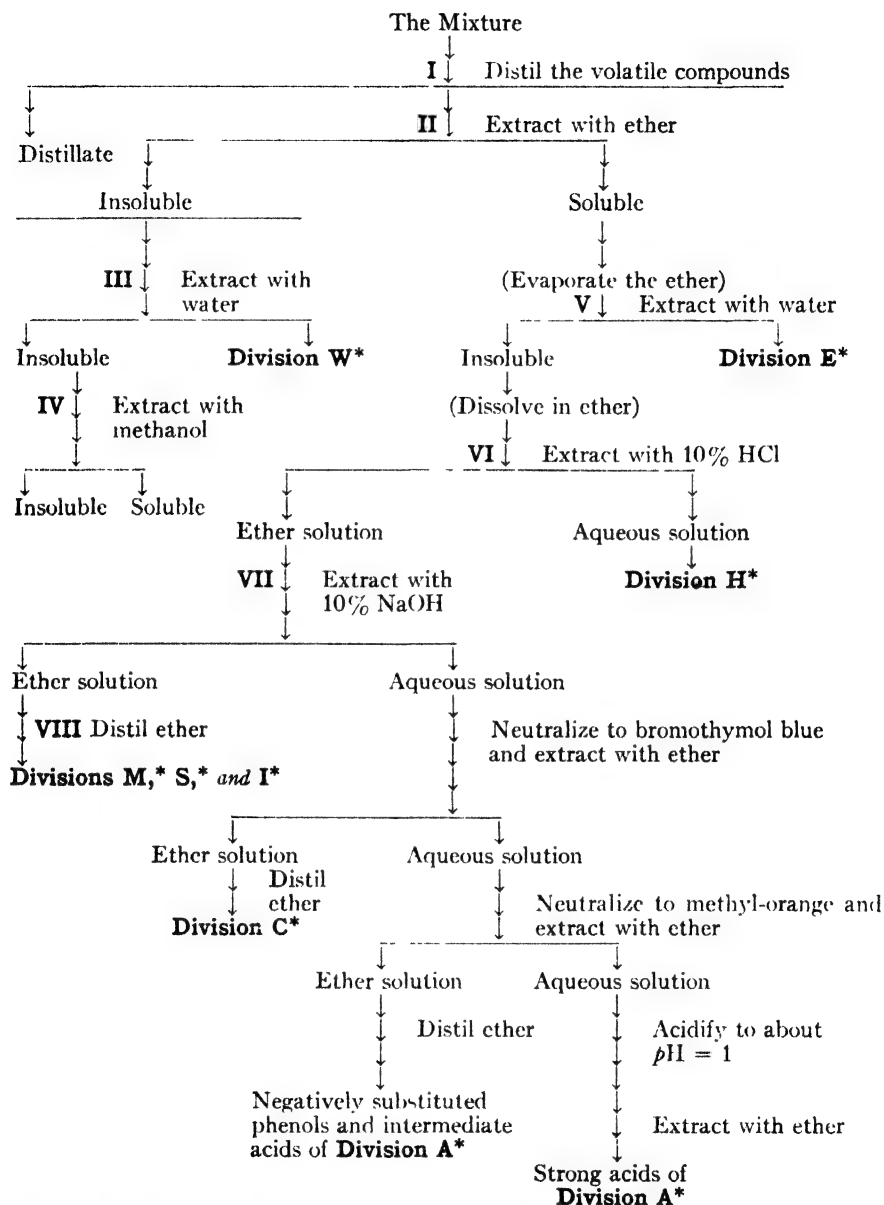 The Mixture
I Distil the volatile compounds
II Extract with ether
Distillate
Insoluble Soluble
III Extract with
water
(Evaporate the ether)
V Extract with water
Insoluble Division W* Insoluble Division E*
IV Extract with
methanol
(Dissolve in ether)
VI Extract with 10% HCl
Insoluble Soluble
Ether solution Aqueous solution
VII Extract with
10% NaOH
Division H*
Ether solution Aqueous solution
VIII Distil ether
Neutralize to bromothymol blue
and extract with ether
Divisions M,* S,* and I*
Ether solution Aqueous solution
Distil
ether
Neutralize to methyl-orange and
extract with ether
Division C*
Ether solution Aqueous solution
Distil ether
Acidify to about
pH = 1
Negatively substituted
phenols and intermediate
acids of Division A*
Extract with ether
Strong acids of
Division A*